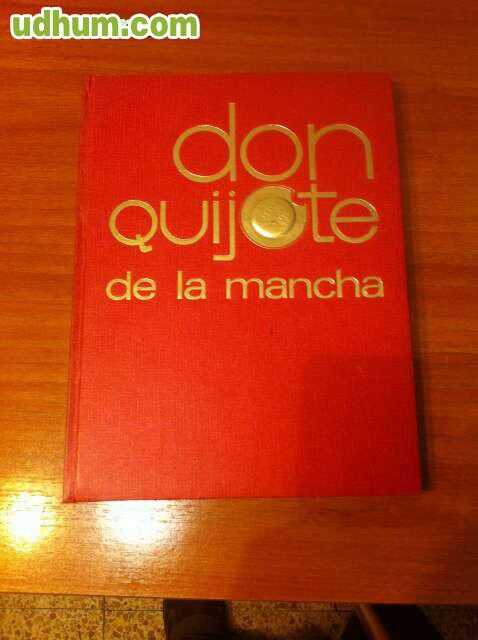 udhum.com
don
quijote
de la mancha